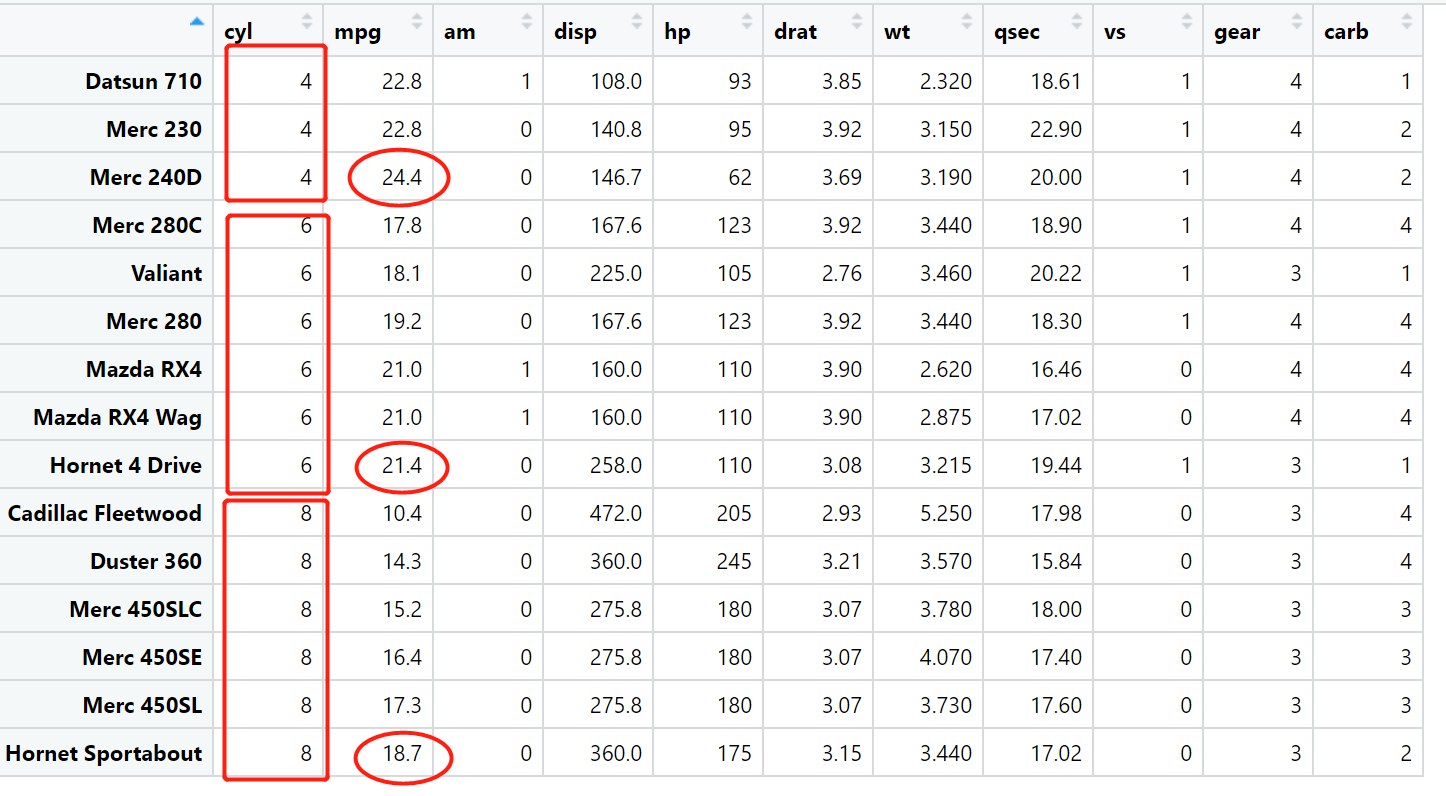 cyl mpg am disp hp drat wt qsec vs gear carb
Datsun 710 4 22.8 1 108.0 93 3.85 2.320 18.61 1 4 1
Merc 230 4 22.8 0 140.8 95 3.92 3.150 22.90 1 4 2
Merc 240D 4 24.4 0 146.7 62 3.69 3.190 20.00 1 4 2
Merc 280C 6 17.8 0 167.6 123 3.92 3.440 18.90 1 4 4
Valiant 6 18.1 0 225.0 105 2.76 3.460 20.22 1 3 1
Merc 280 6 19.2 0 167.6 123 3.92 3.440 18.30 1 4 4
Mazda RX4 6 21.0 1 160.0 110 3.90 2.620 16.46 0 4 4
Mazda RX4 Wag 6 21.0 1 160.0 110 3.90 2.875 17.02 0 4 4
Hornet 4 Drive 6 21.4 0 258.0 110 3.08 3.215 19.44 1 3 1
Cadillac Fleetwood 8 10.4 0 472.0 205 2.93 5.250 17.98 0 3 4
Duster 360 8 14.3 0 360.0 245 3.21 3.570 15.84 0 3 4
Merc 450SLC 8 15.2 0 275.8 180 3.07 3.780 18.00 0 3 3
Merc 450SE 8 16.4 0 275.8 180 3.07 4.070 17.40 0 3 3
Merc 450SL 8 17.3 0 275.8 180 3.07 3.730 17.60 0 3 3
Hornet Sportabout 8 18.7 0 360.0 175 3.15 3.440 17.02 0 3 2